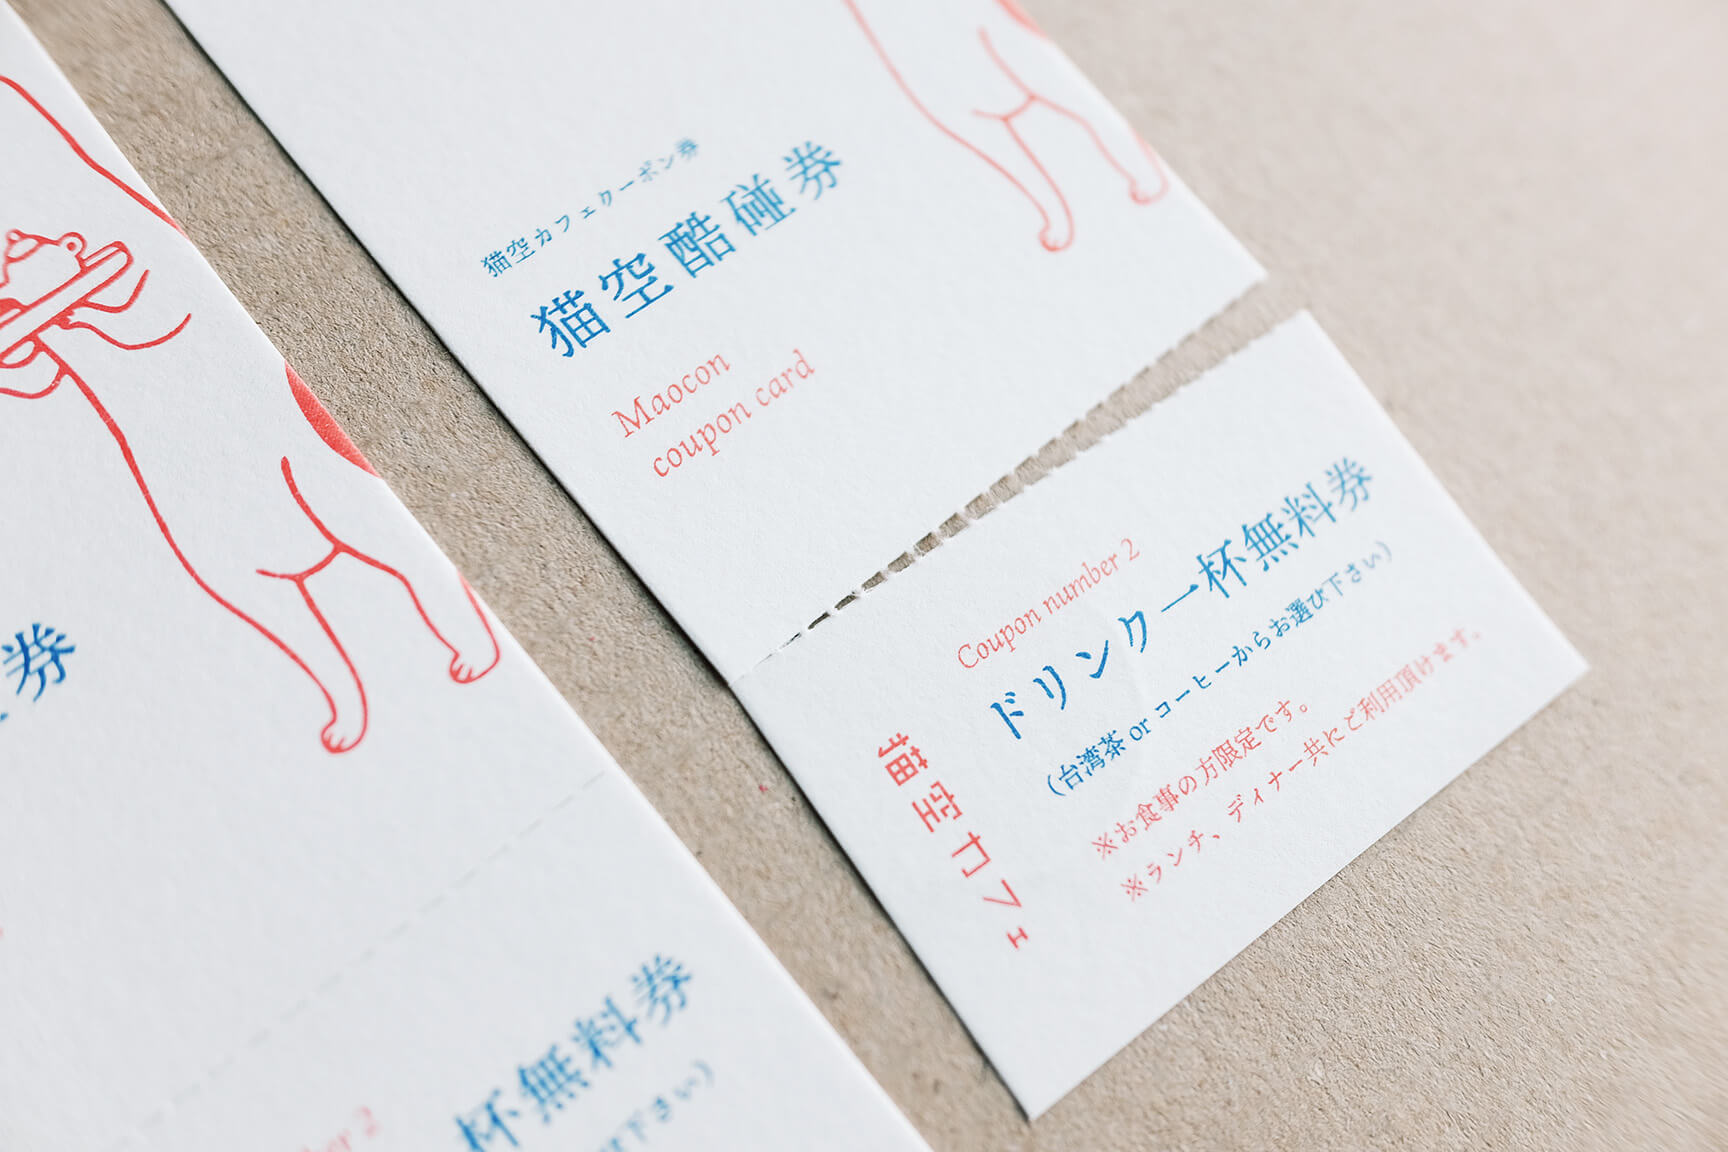 猫空カフェクーポン券
猫空酷碰券
Maocon
coupon card
Coupon number 2
ドリンク一杯無料券
(台湾茶 or コーヒーからお選び下さい)
※お食事の方限定です。
※ランチ、ディナー共にご利用頂けます。
猫空カフェ
券
杯無料券
下さい)
2